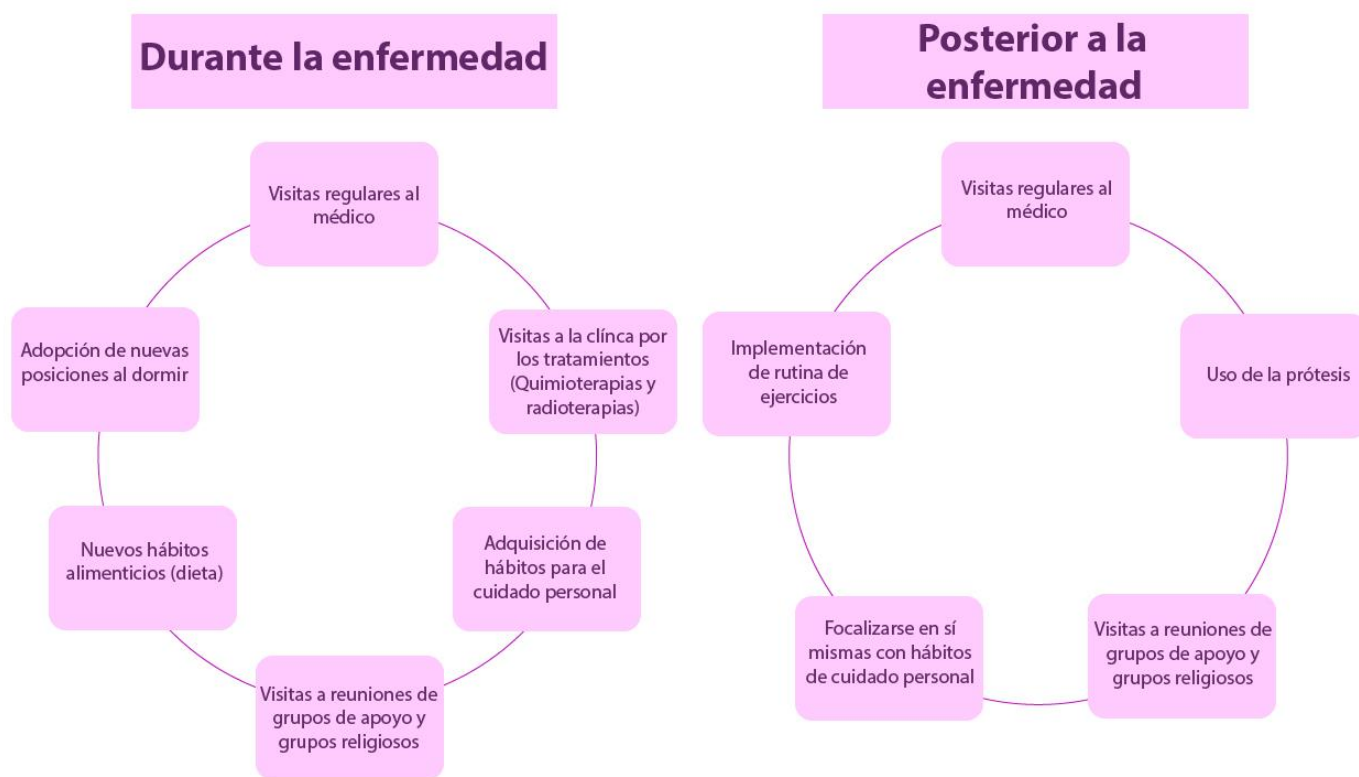 Durante la enfermedad
Visitas regulares al
médico
Visitas a la clínca por
los tratamientos
(Quimioterapias y
radioterapias)
Adquisición de
hábitos para el
cuidado personal
Visitas a reuniones de
grupos de apoyo y
grupos religiosos
Nuevos hábitos
alimenticios (dieta)
Adopción de nuevas
posiciones al dormir
Posterior a la
enfermedad
Visitas regulares al
médico
Uso de la prótesis
Visitas a reuniones de
grupos de apoyo y
grupos religiosos
Focalizarse en sí
mismas con hábitos
de cuidado personal
Implementación
de rutina de
ejercicios